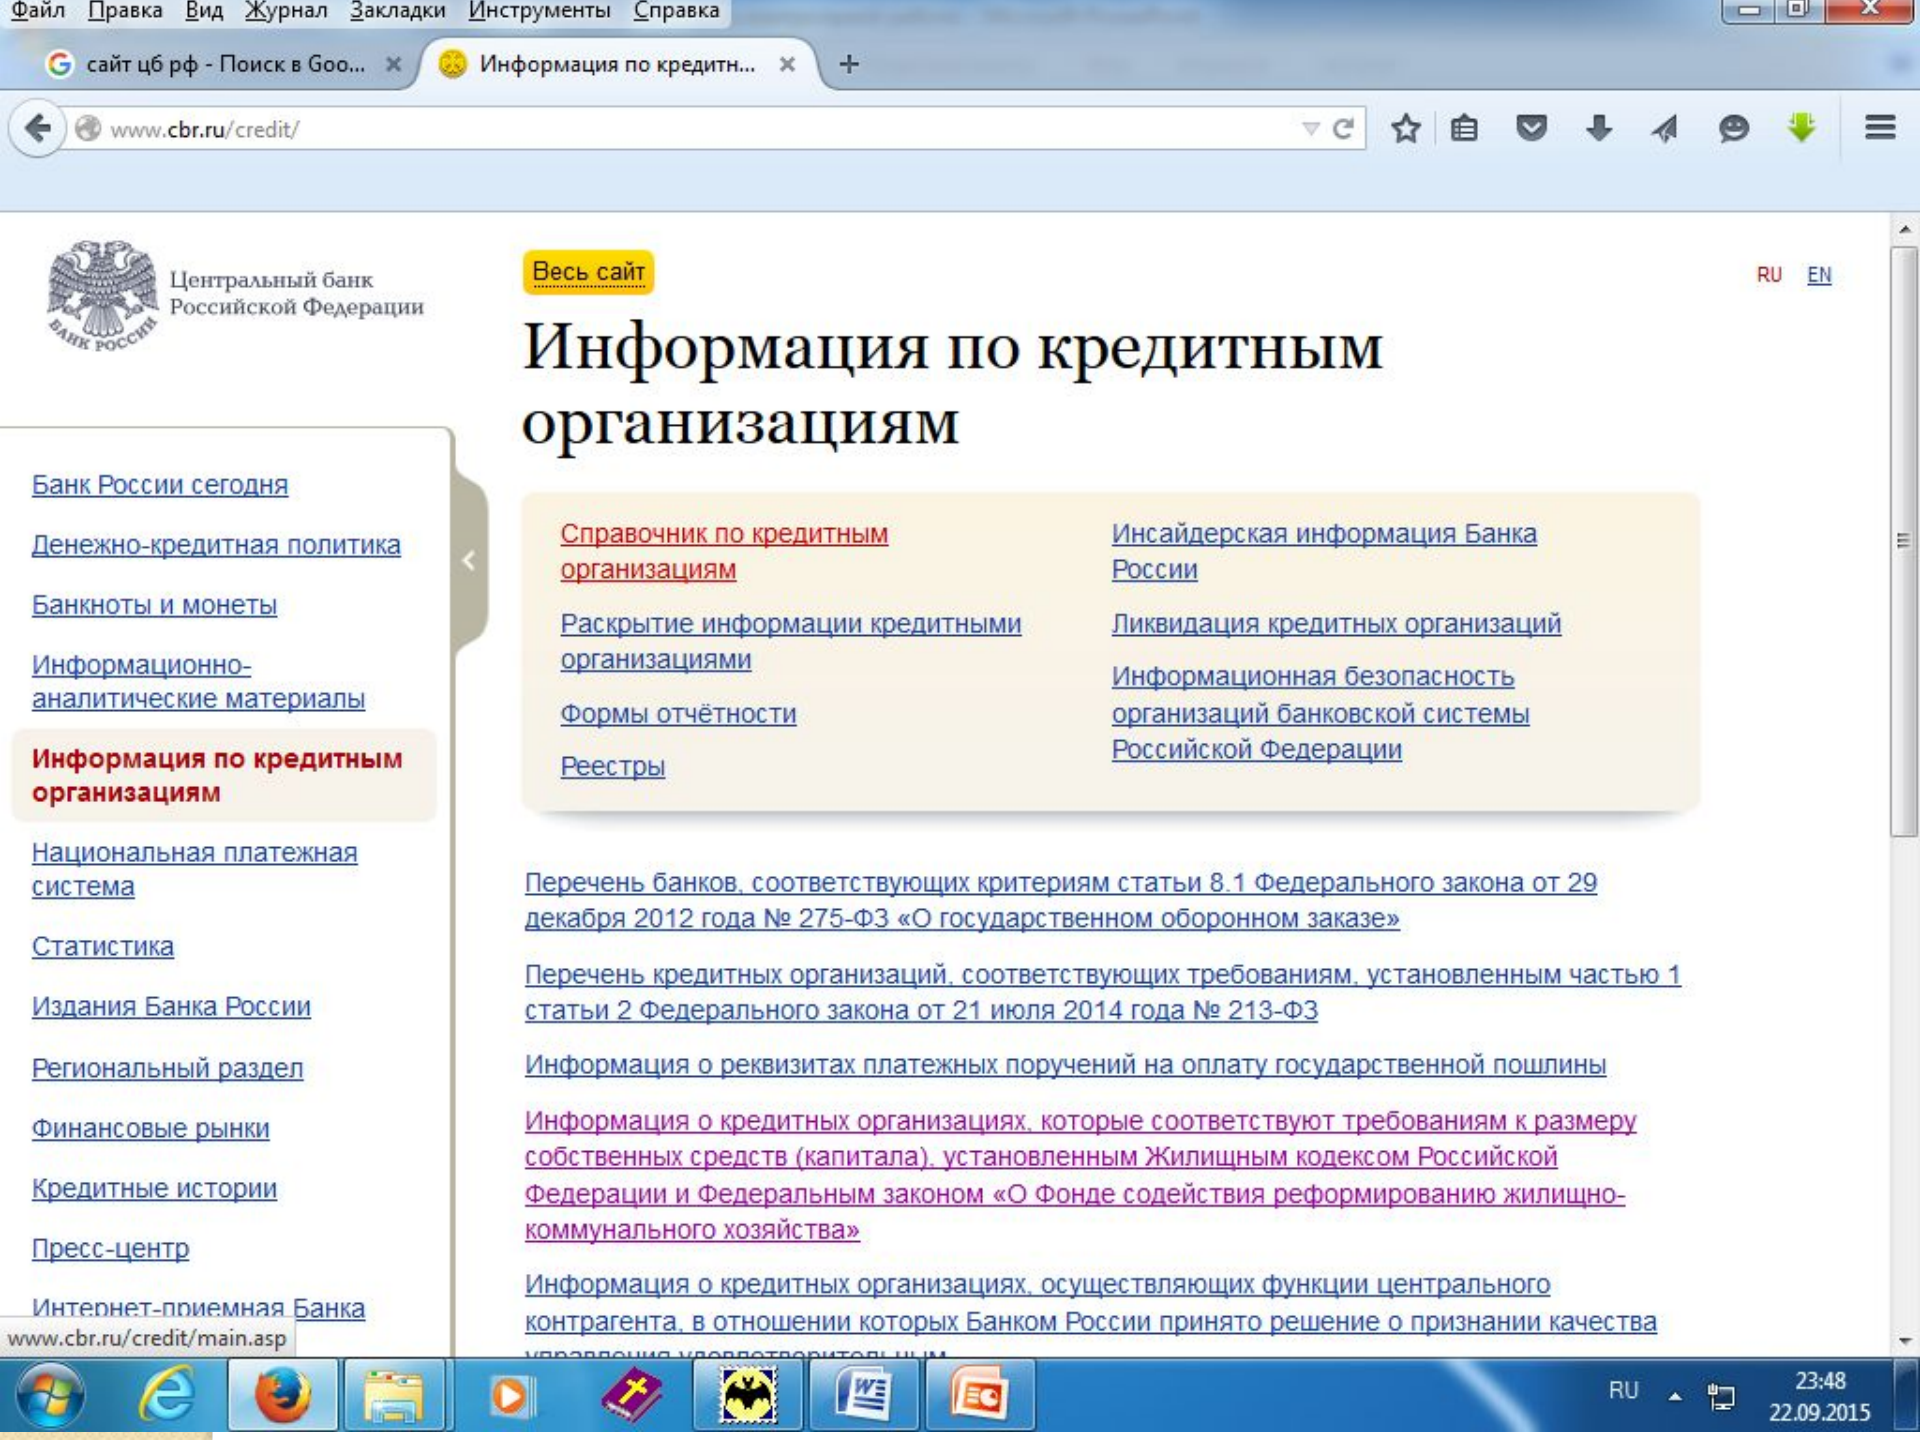 Файл Правка Вид Журнал Закладки Инструменты Справка
сайт цб рф - Поиск в Goo...
Информация по кредитн...
www.cbr.ru/credit/
Центральный банк
Российской Федерации
БАНК РОССИИ
Весь сайт
RU EN
Информация по кредитным
организациям
Банк России сегодня
Денежно-кредитная политика
Банкноты и монеты
Информационно-
аналитические материалы
Информация по кредитным
организациям
Национальная платежная
система
Статистика
Издания Банка России
Региональный раздел
Финансовые рынки
Кредитные истории
Пресс-центр
Интернет-приемная Банка
www.cbr.ru/credit/main.asp
Справочник по кредитным
организациям
Раскрытие информации кредитными
организациями
Формы отчётности
Реестры
Инсайдерская информация Банка
России
Ликвидация кредитных организаций
Информационная безопасность
организаций банковской системы
Российской Федерации
Перечень банков, соответствующих критериям статьи 8.1 Федерального закона от 29
декабря 2012 года № 275-ФЗ «О государственном оборонном заказе»
Перечень кредитных организаций, соответствующих требованиям, установленным частью 1
статьи 2 Федерального закона от 21 июля 2014 года № 213-ФЗ
Информация о реквизитах платежных поручений на оплату государственной пошлины
Информация о кредитных организациях, которые соответствуют требованиям к размеру
собственных средств (капитала), установленным Жилищным кодексом Российской
Федерации и Федеральным законом «О Фонде содействия реформированию жилищно-
коммунального хозяйства»
Информация о кредитных организациях, осуществляющих функции центрального
контрагента, в отношении которых Банком России принято решение о признании качества
управления удовлетворительным
RU
23:48
22.09.2015